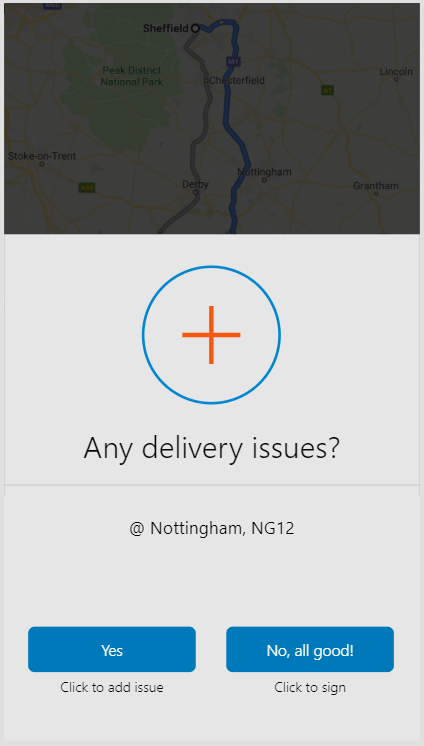 Sheffield
M1
Peak District
National Park
Chesterfield
Lincoln
A1
Stoke-on-Trent
Nottingham
Derby
Grantham
Any delivery issues?
@ Nottingham, NG12
Yes
No, all good!
Click to add issue
Click to sign